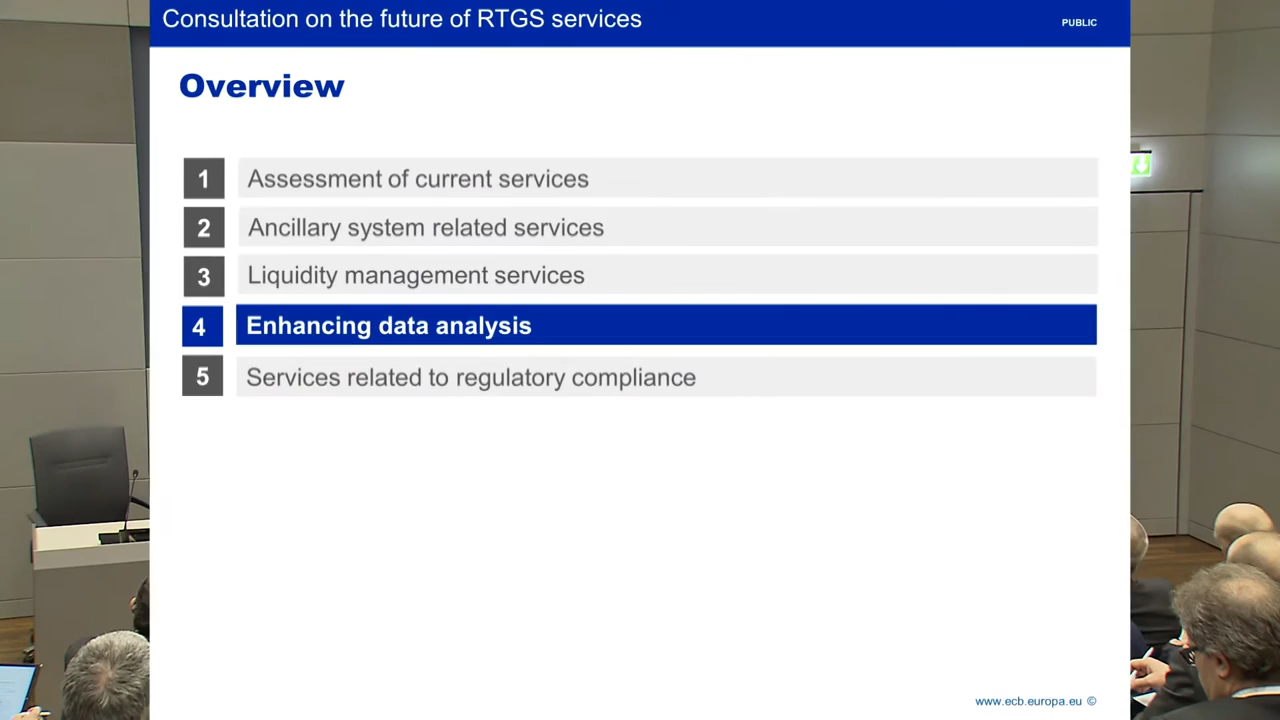 Consultation on the future of RTGS services
PUBLIC
Overview
1 Assessment of current services
2 Ancillary system related services
3 Liquidity management services
4 Enhancing data analysis
5 Services related to regulatory compliance
www.ecb.europa.eu ©